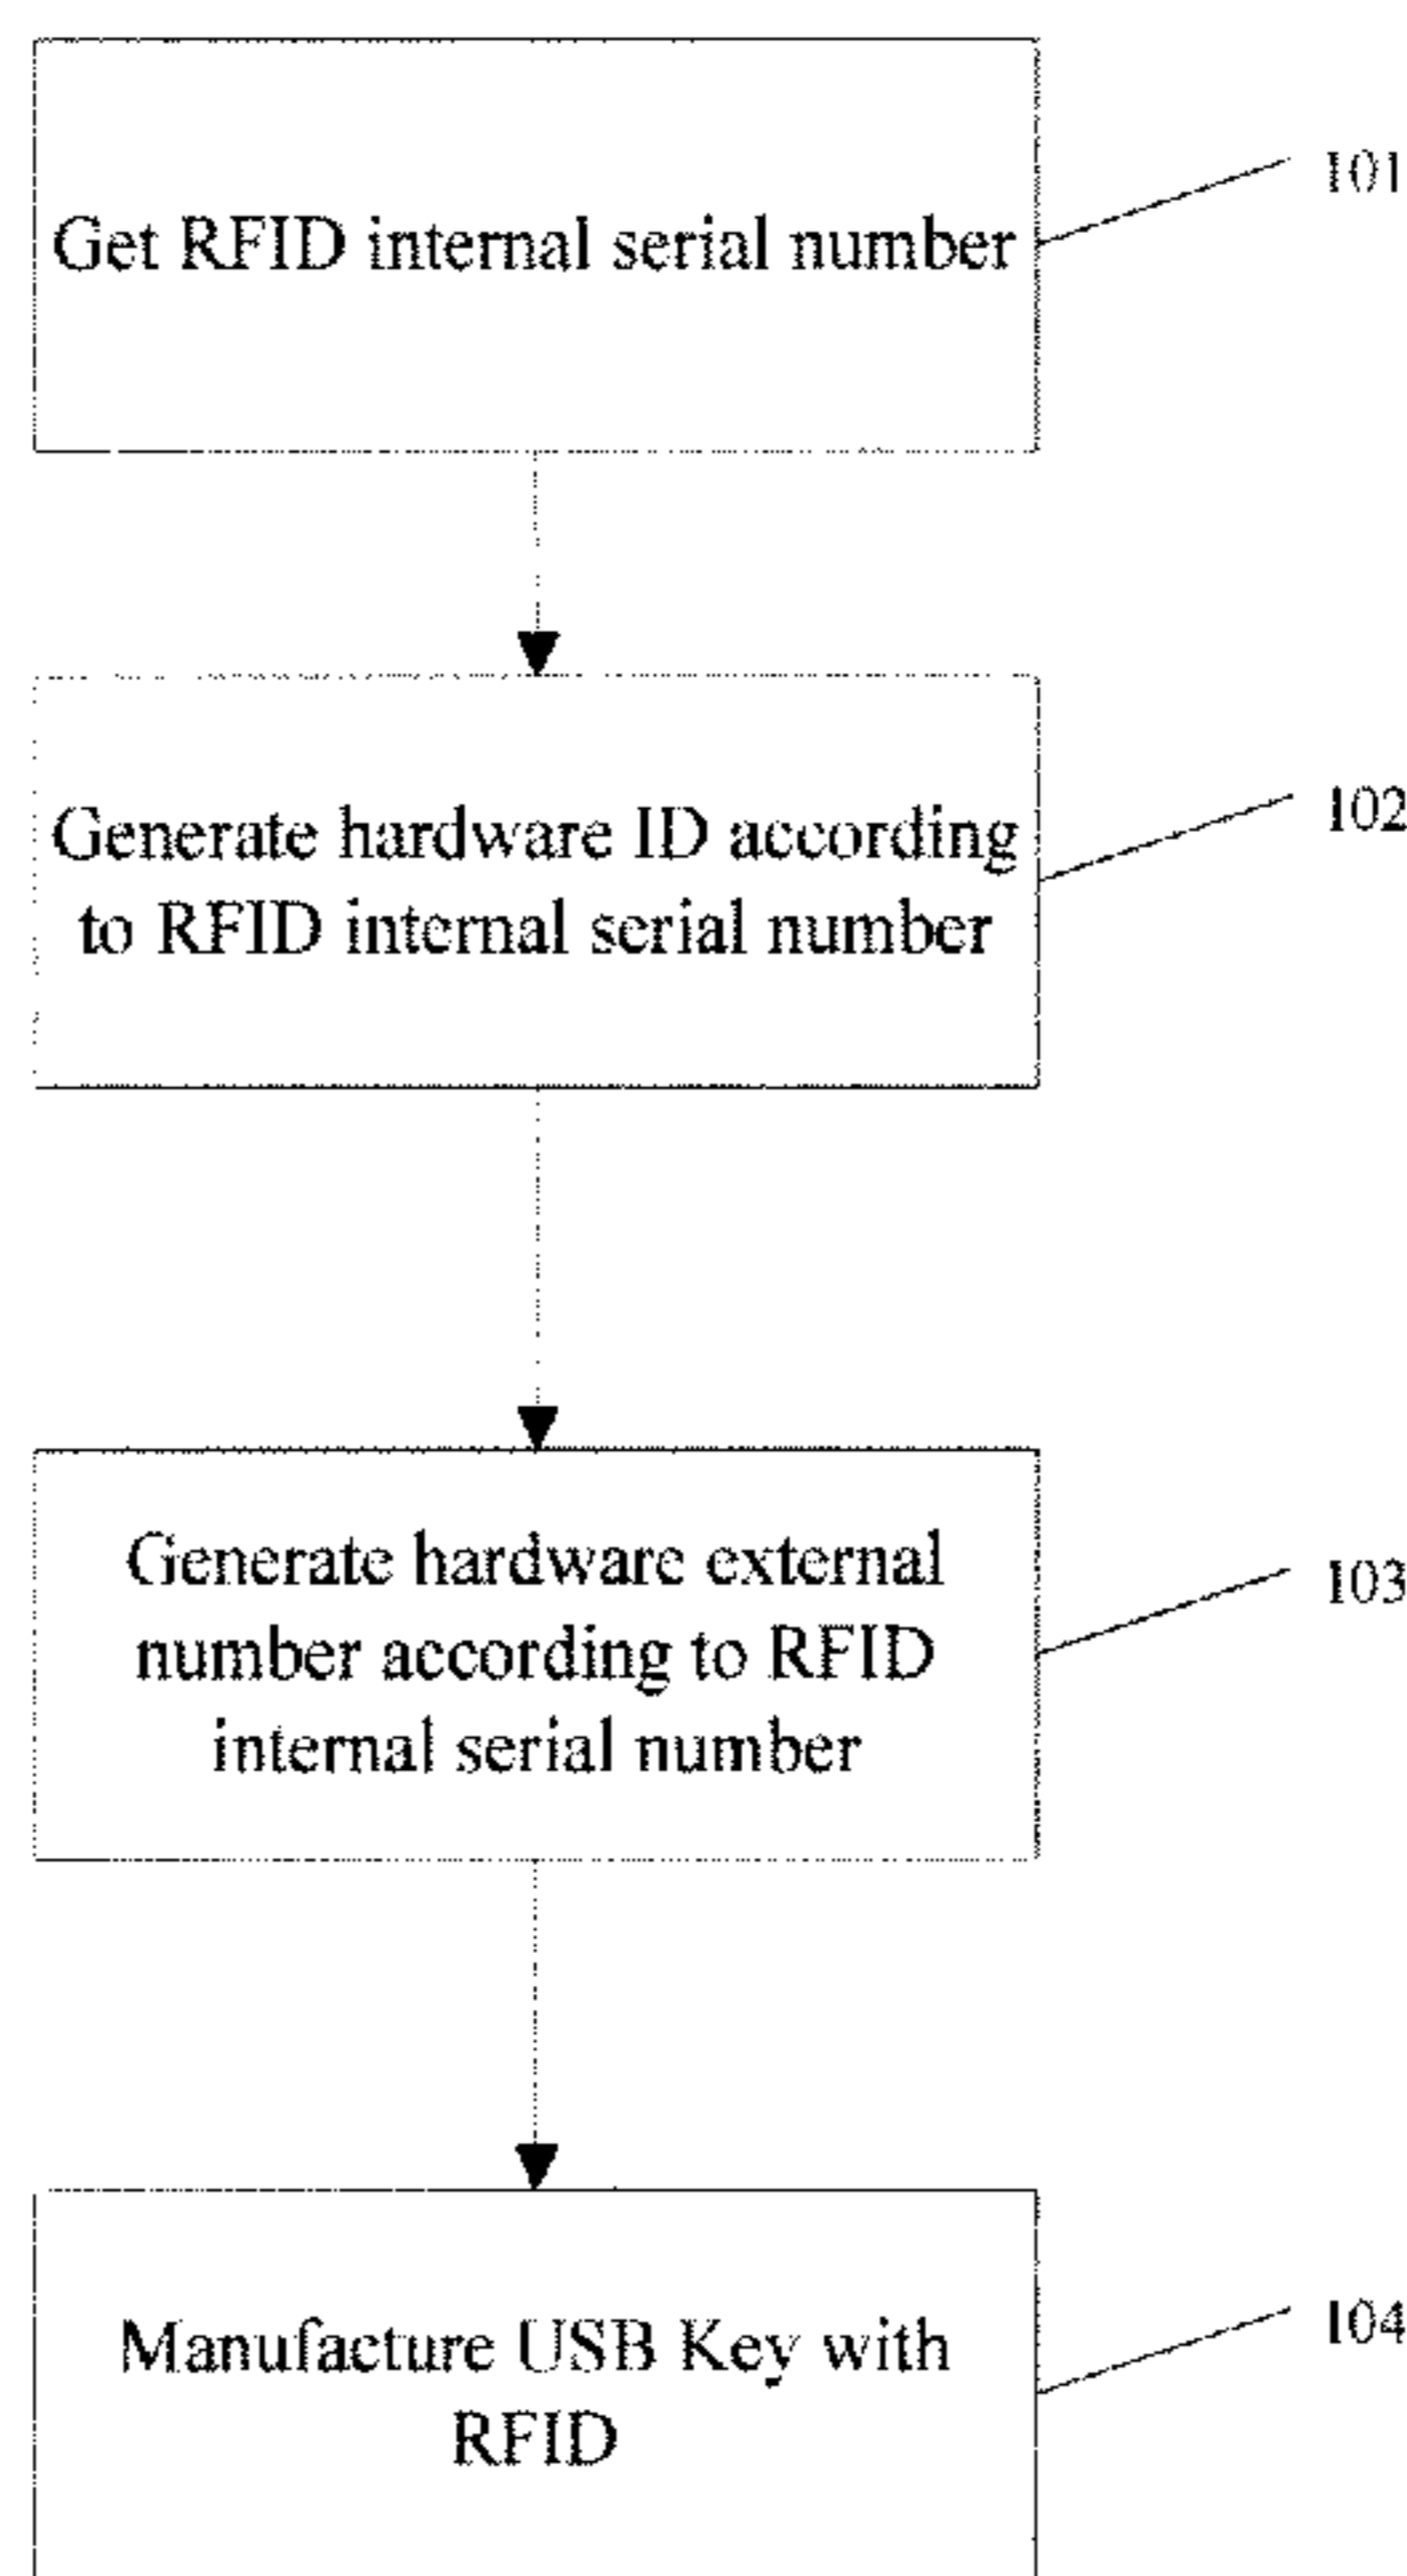 Get RFID internal serial number
101
Generate hardware ID according
to RFID internal serial number
102
Generate hardware external
number according to RFID
internal serial number
103
Manufacture USB Key with
RFID
104